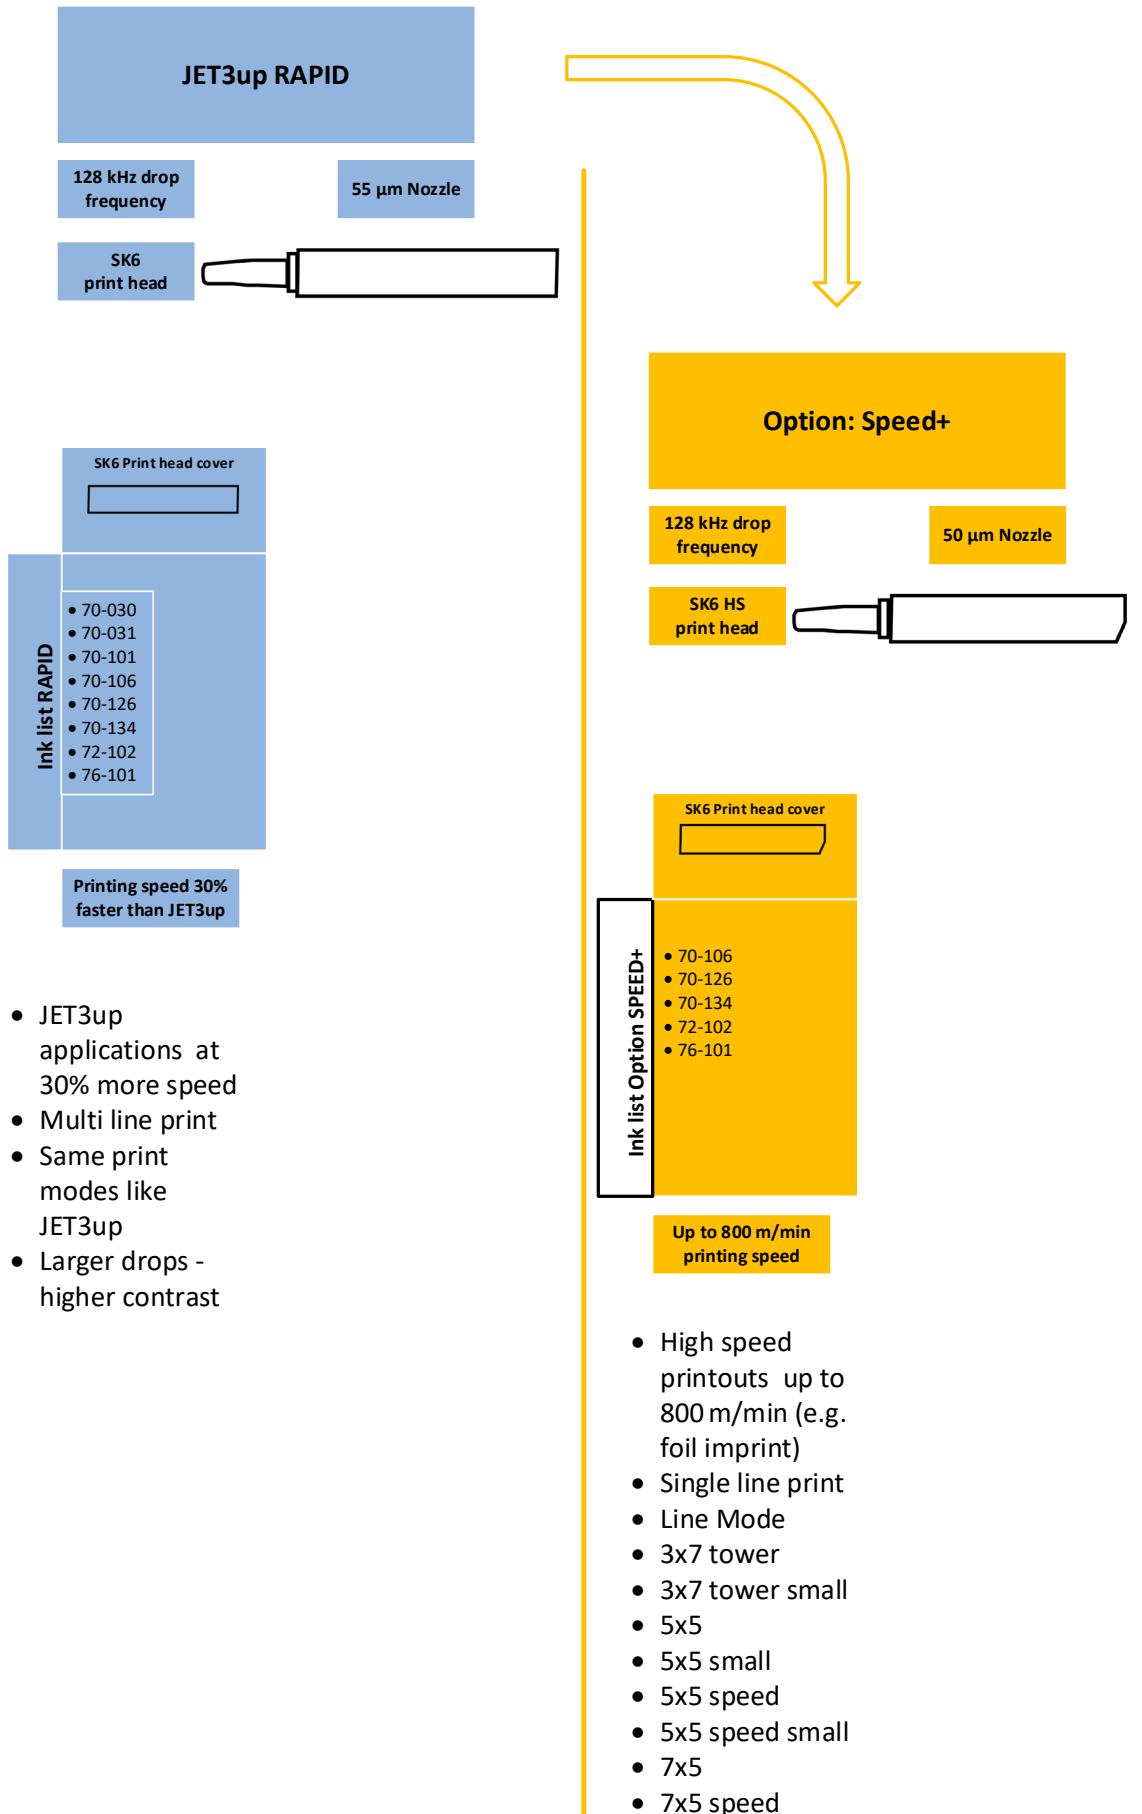 JET3up RAPID
128 kHz drop
frequency
55 µm Nozzle
SK6
print head
SK6 Print head cover
Ink list RAPID
• 70-030
• 70-031
• 70-101
• 70-106
• 70-126
• 70-134
• 72-102
• 76-101
Printing speed 30%
faster than JET3up
• JET3up
applications at
30% more speed
• Multi line print
• Same print
modes like
JET3up
• Larger drops -
higher contrast
Option: Speed+
128 kHz drop
frequency
50 µm Nozzle
SK6 HS
print head
SK6 Print head cover
Ink list Option SPEED+
• 70-106
• 70-126
• 70-134
• 72-102
• 76-101
Up to 800 m/min
printing speed
• High speed
printouts up to
800 m/min (e.g.
foil imprint)
• Single line print
• Line Mode
• 3x7 tower
• 3x7 tower small
• 5x5
• 5x5 small
• 5x5 speed
• 5x5 speed small
• 7x5
• 7x5 speed